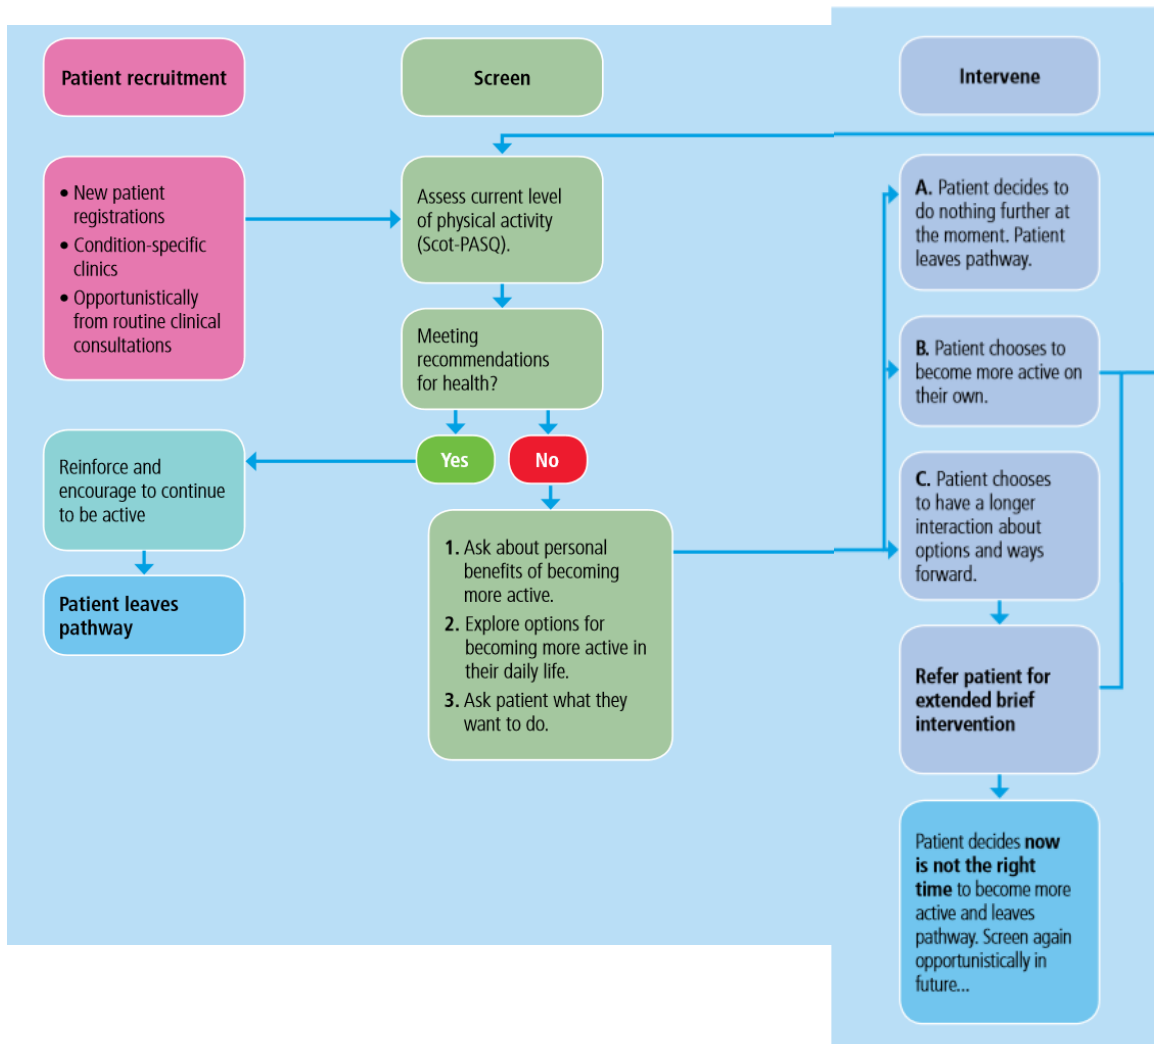 Patient recruitment
• New patient
registrations
• Condition-specific
clinics
• Opportunistically
from routine clinical
consultations
Reinforce and
encourage to continue
to be active
Patient leaves
pathway
Screen
Assess current level
of physical activity
(Scot-PASQ).
Meeting
recommendations
for health?
Yes
No
1. Ask about personal
benefits of becoming
more active.
2. Explore options for
becoming more active in
their daily life.
3. Ask patient what they
want to do.
Intervene
A. Patient decides to
do nothing further at
the moment. Patient
leaves pathway.
B. Patient chooses to
become more active on
their own.
C. Patient chooses
to have a longer
interaction about
options and ways
forward.
Refer patient for
extended brief
intervention
Patient decides now
is not the right
time to become more
active and leaves
pathway. Screen again
opportunistically in
future...